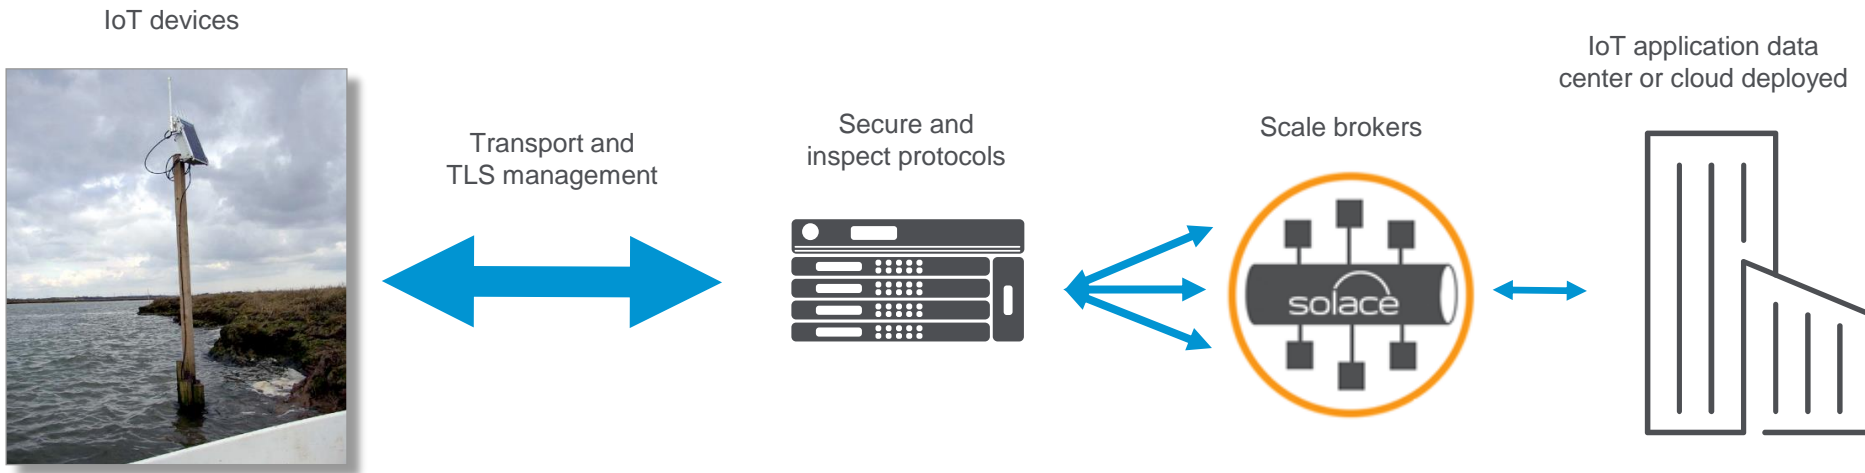 IoT devices
Transport and
TLS management
Secure and
inspect protocols
Scale brokers
solace
IoT application data
center or cloud deployed